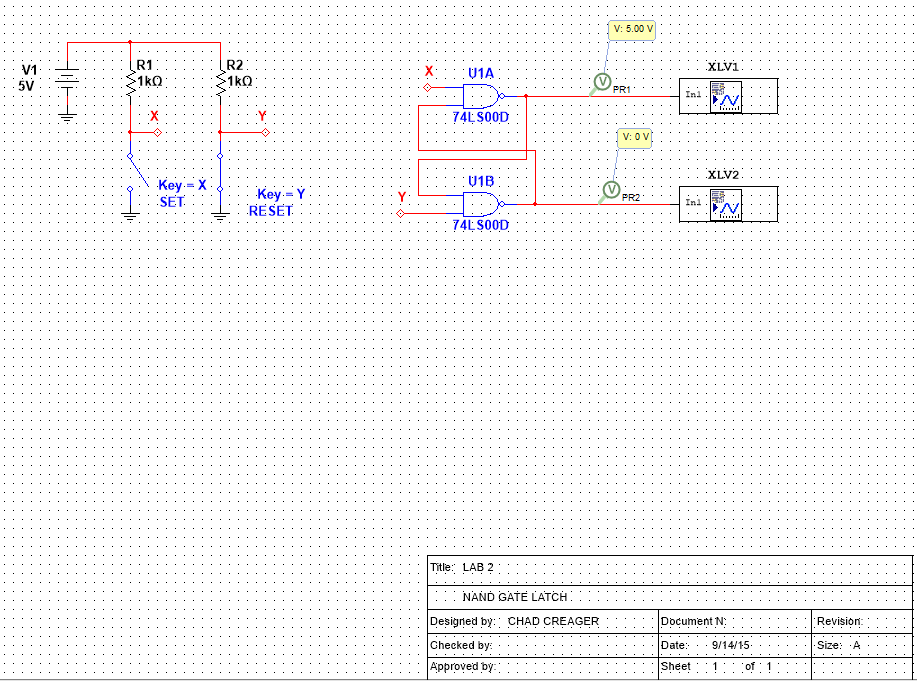 V1
5V
R1
1kΩ
R2
1kΩ
X
Y
Key = X
SET
Key = Y
RESET
X
U1A
74LS00D
V: 5.00 V
V
PR1
XLV1
In1
Y
U1B
74LS00D
V: 0 V
V
PR2
XLV2
In1
Title: LAB 2
NAND GATE LATCH
Designed by: CHAD CREAGER
Document N:
Revision:
Checked by:
Date: 9/14/15
Size: A
Approved by:
Sheet 1 of 1